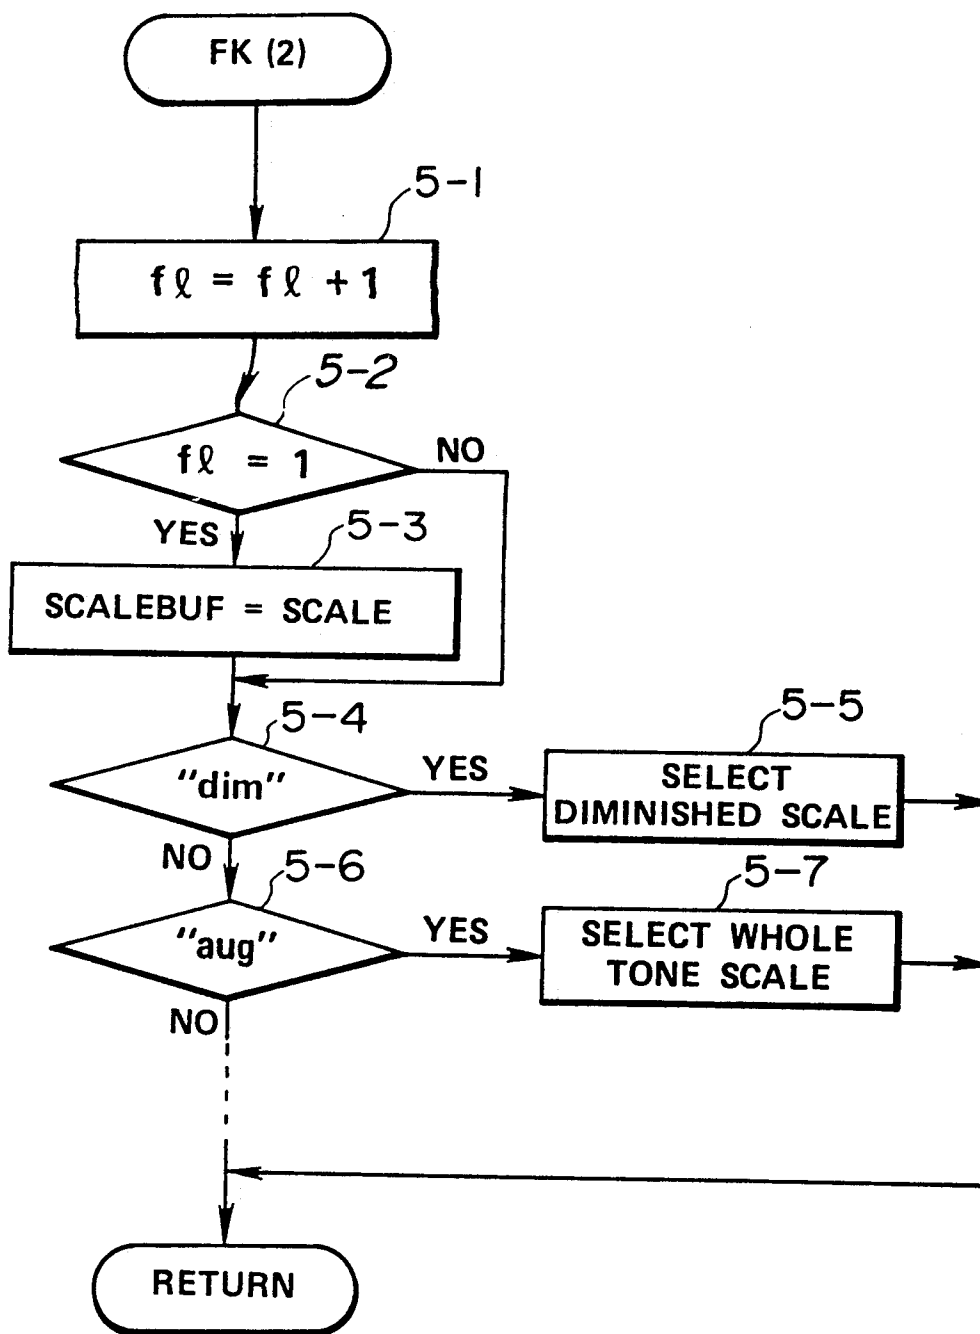 FK (2)
5-1
fℓ = fℓ + 1
5-2
fℓ = 1
NO
YES
5-3
SCALEBUF = SCALE
5-4
"dim"
YES
5-5
SELECT
DIMINISHED SCALE
NO
5-6
"aug"
YES
5-7
SELECT WHOLE
TONE SCALE
NO
RETURN